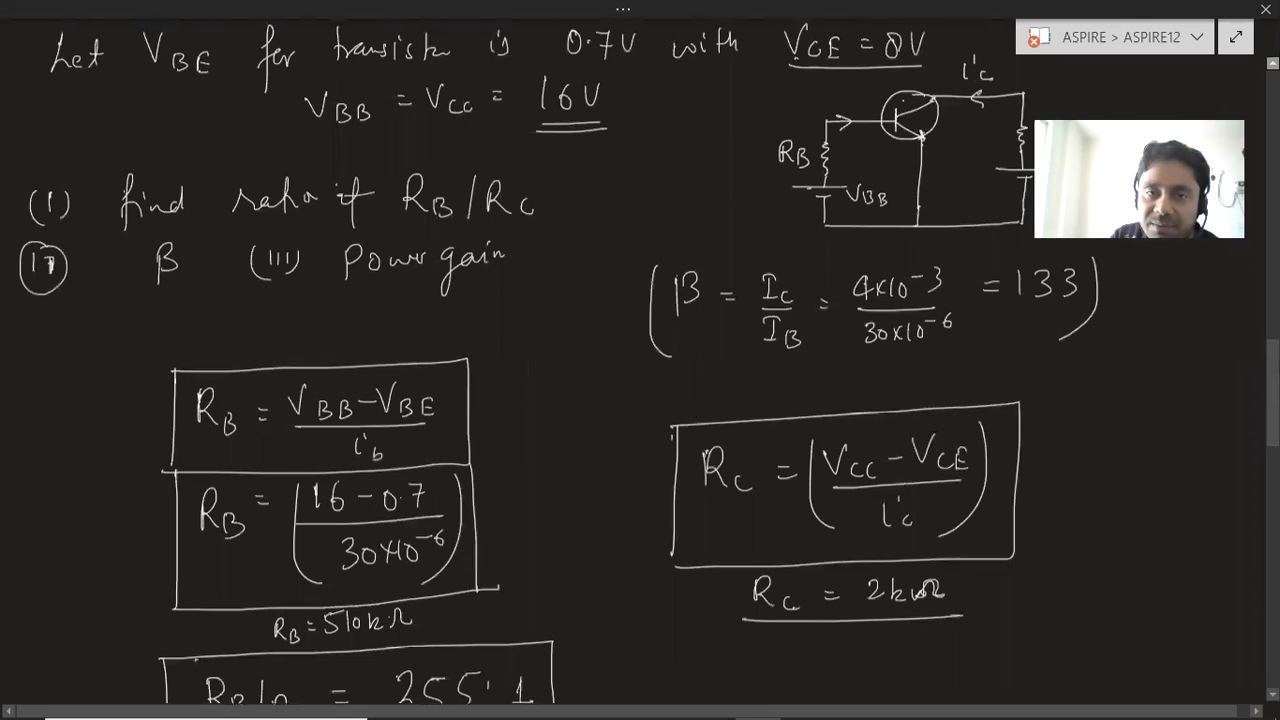 ASPIRE > ASPIRE12
Let VBE for transistor is 0.7V with VCE = 8V
VBB = VCC = 16V
ic
RB
VBB
(I) find ratio of RB/RC
(II) β (III) Power gain
(β = IC/IB = 4×10-3/30×10-6 = 133)
RB = VBB-VBE/ib
RC = (VCC - VCE/ic)
RB = (16-0.7/30×10-6)
RC = 2kΩ
RB = 510kΩ
= 255:1